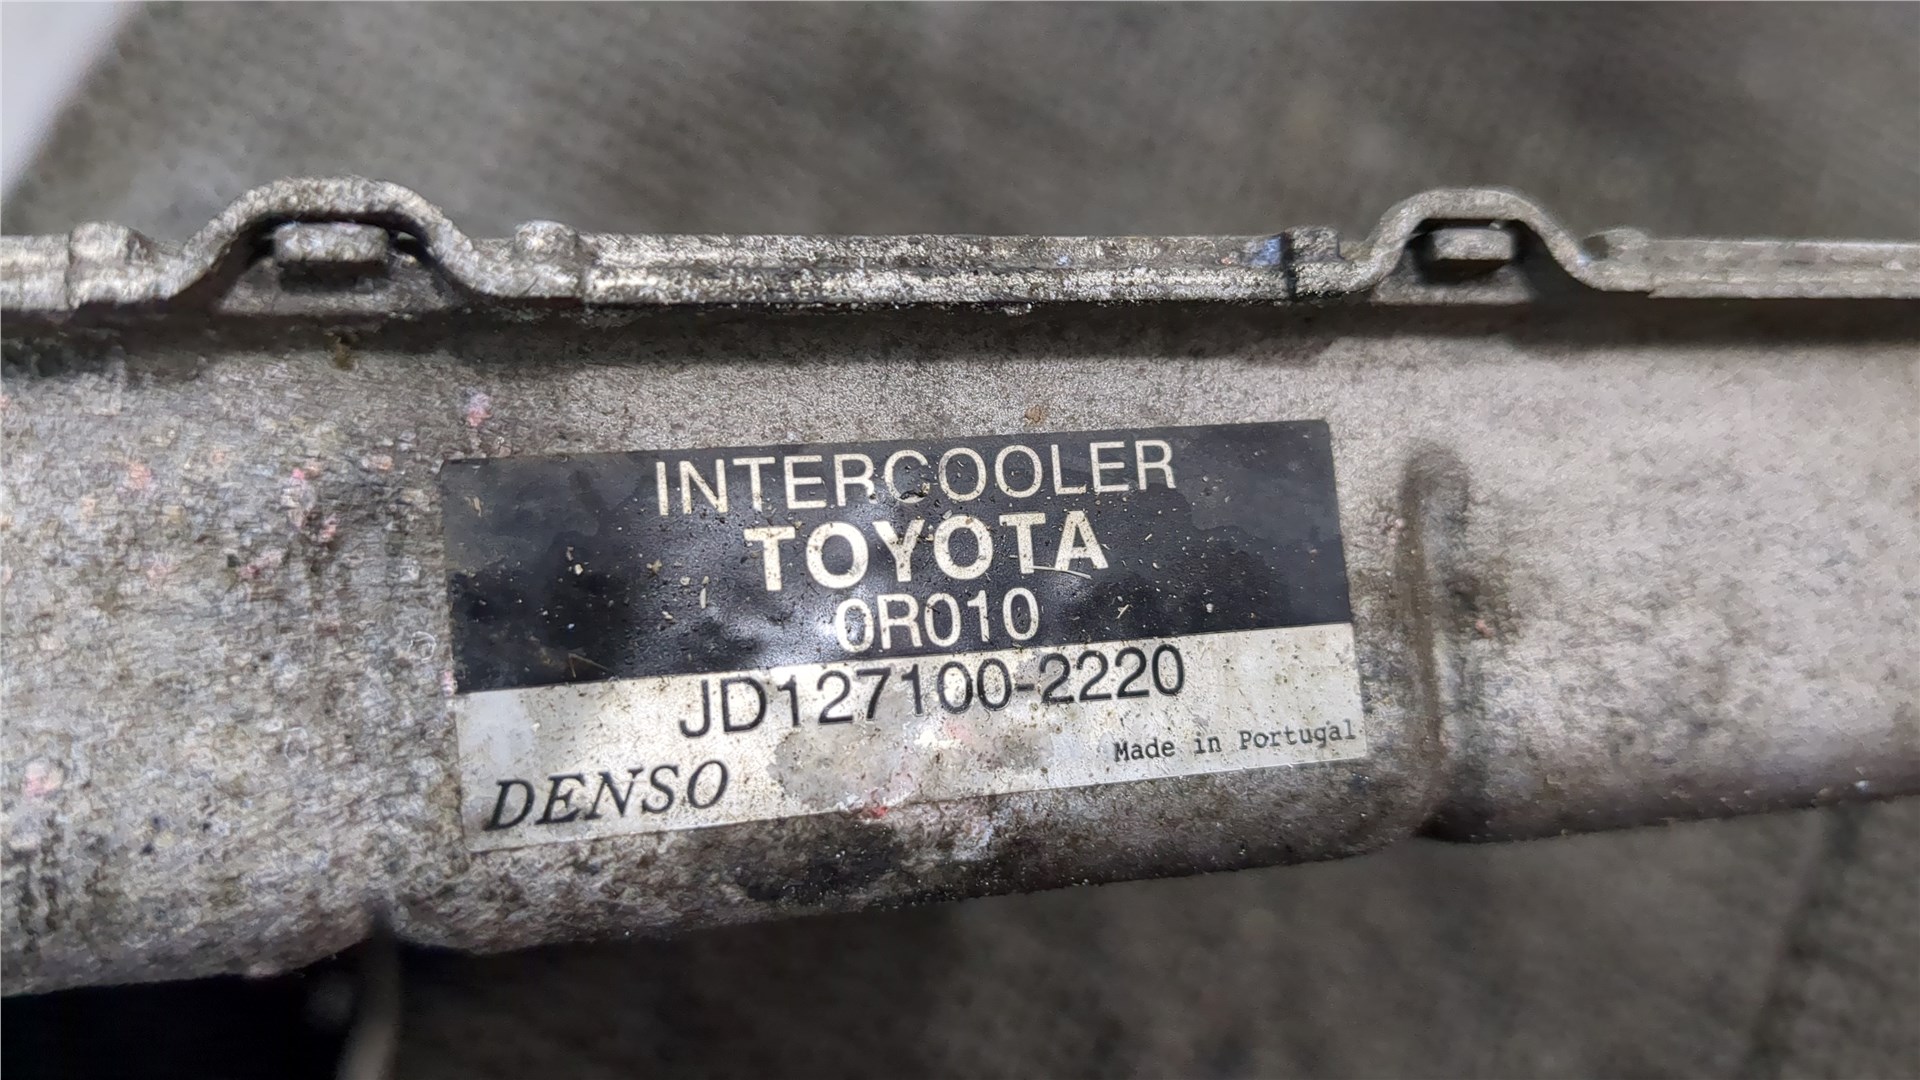 INTERCOOLER
TOYOTA
0R010
JD127100-2220
Made in Portugal
DENSO